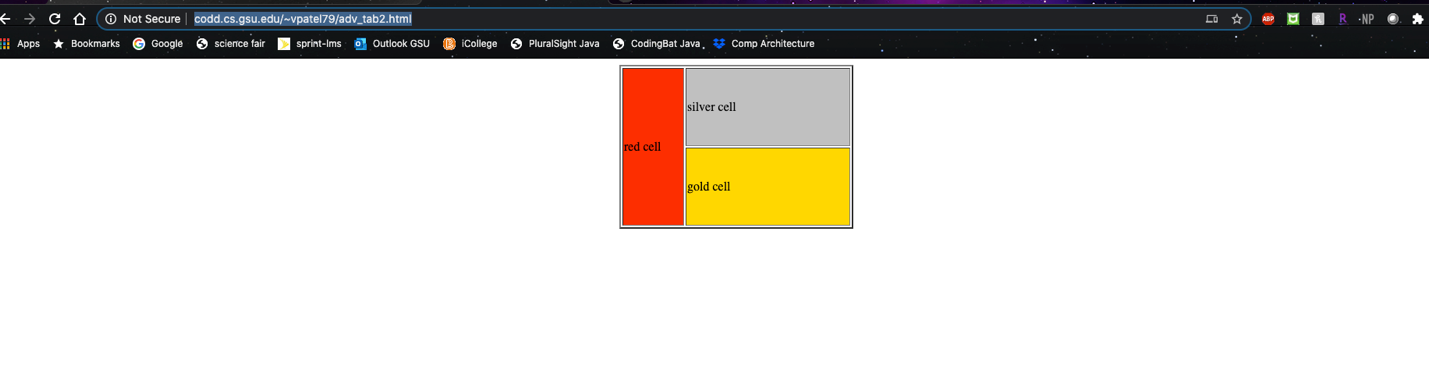 Not Secure codd.cs.gsu.edu/~vpatel79/adv_tab2.html ABP R NP
Apps Bookmarks Google science fair sprint-lms Outlook GSU iCollege PluralSight Java CodingBat Java Comp Architecture
silver cell
red cell
gold cell